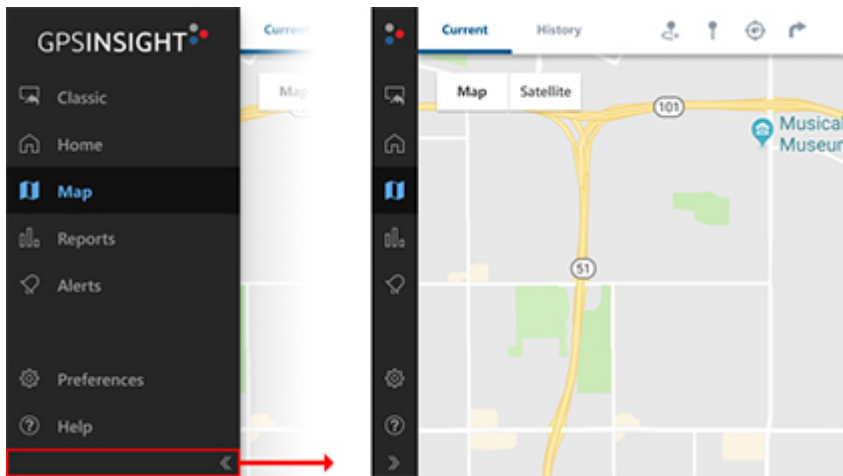 GPSINSIGHT
Classic
Home
Map
Reports
Alerts
Preferences
Help
Current
Map
Current
History
Map
Satellite
101
Musical
Museum
51